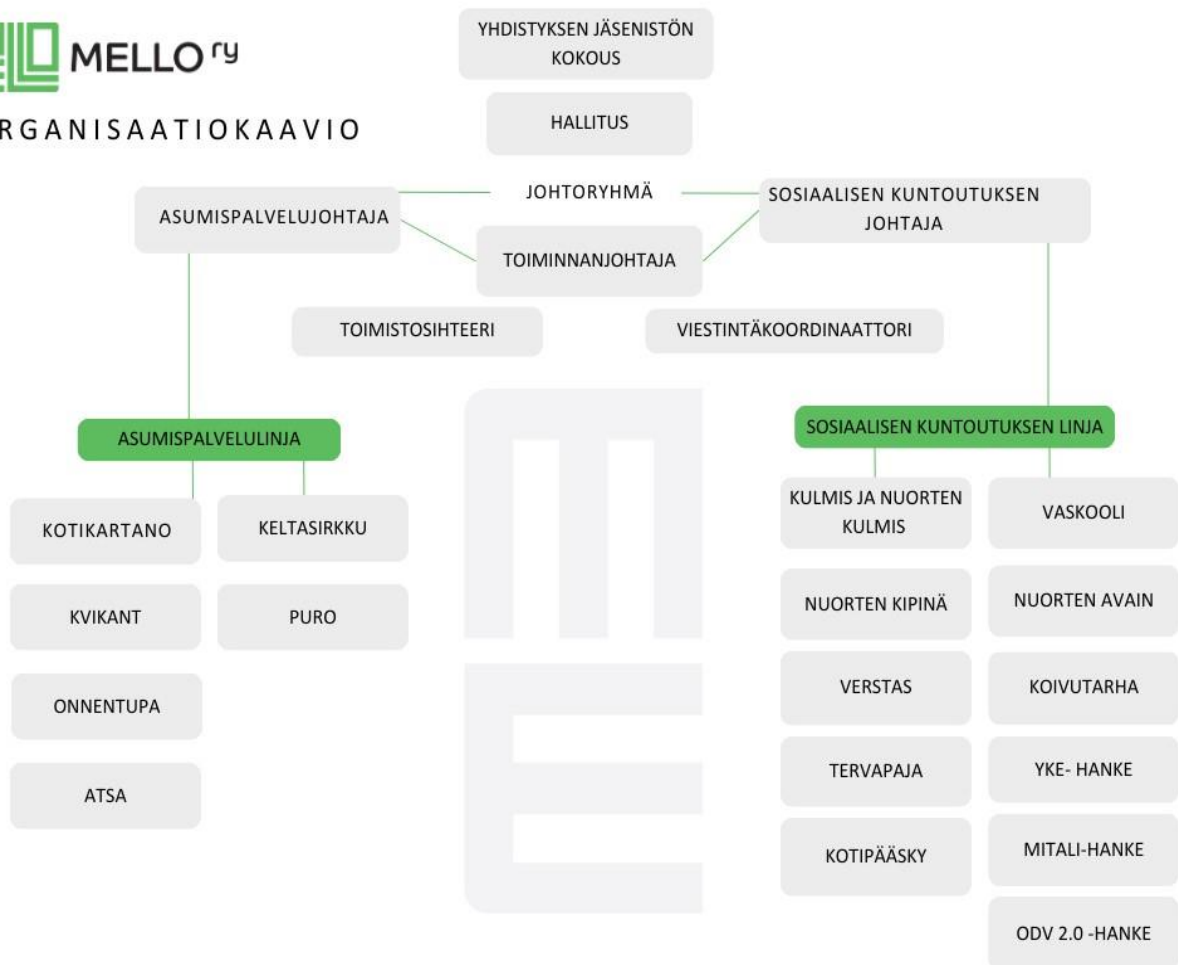 MELLO ry
RGANISAATIOKAAVIO
YHDISTYKSEN JÄSENISTÖN
KOKOUS
HALLITUS
JOHTORYHMÄ
ASUMISPALVELUJOHTAJA
SOSIAALISEN KUNTOUTUKSEN
JOHTAJA
TOIMINNANJOHTAJA
TOIMISTOSIHTEERI
VIESTINTÄKOORDINAATTORI
ASUMISPALVELULINJA
KOTIKARTANO
KELTASIRKKU
KVIKANT
PURO
ONNENTUPA
ATSA
SOSIAALISEN KUNTOUTUKSEN LINJA
KULMIS JA NUORTEN
KULMIS
VASKOOLI
NUORTEN KIPINÄ
NUORTEN AVAIN
VERSTAS
KOIVUTARHA
TERVAPAJA
YKE- HANKE
KOTIPÄÄSKY
MITALI-HANKE
ODV 2.0 -HANKE